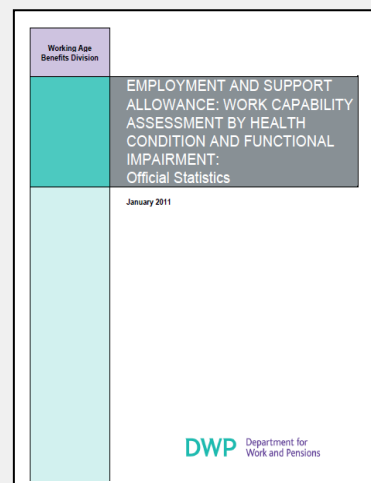 Working Age
Benefits Division
EMPLOYMENT AND SUPPORT
ALLOWANCE: WORK CAPABILITY
ASSESSMENT BY HEALTH
CONDITION AND FUNCTIONAL
IMPAIRMENT:
Official Statistics
January 2011
DWP Department for
Work and Pensions